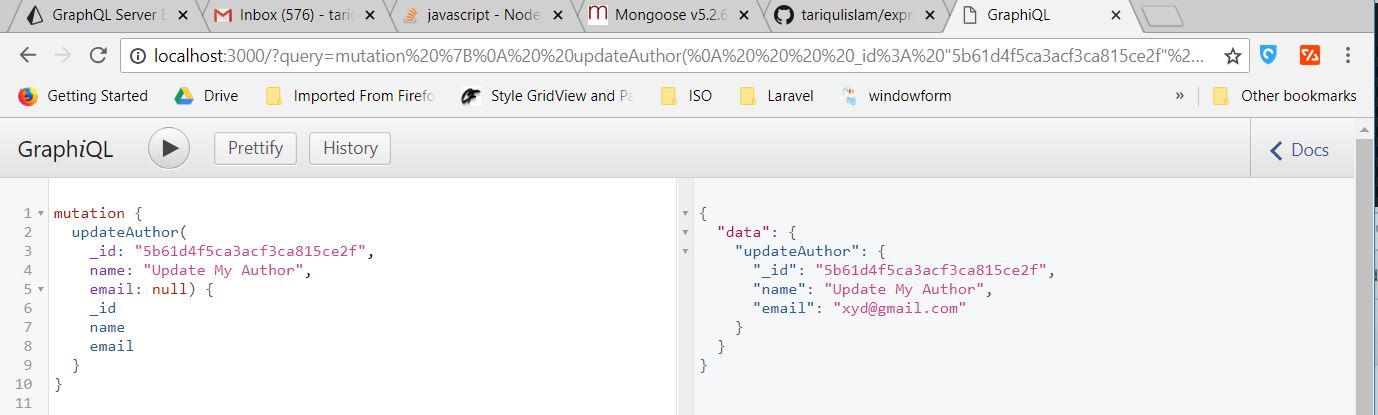 GraphQL Server E
Inbox (576) - tari
javascript - Node
Mongoose v5.2.6
tariqulislam/expr
GraphiQL
localhost:3000/?query=mutation%20%7B%0A%20%20updateAuthor(%0A%20%20%20%20_id%3A%20"5b61d4f5ca3acf3ca815ce2f"%2...
Getting Started
Drive
Imported From Firefo
Style GridView and Pa
ISO
Laravel
windowform
»
Other bookmarks
GraphiQL
Prettify
History
Docs
1 mutation {
2   updateAuthor(
3     _id: "5b61d4f5ca3acf3ca815ce2f",
4     name: "Update My Author",
5     email: null) {
6     _id
7     name
8     email
9   }
10 }
11
{
  "data": {
    "updateAuthor": {
      "_id": "5b61d4f5ca3acf3ca815ce2f",
      "name": "Update My Author",
      "email": "xyd@gmail.com"
    }
  }
}